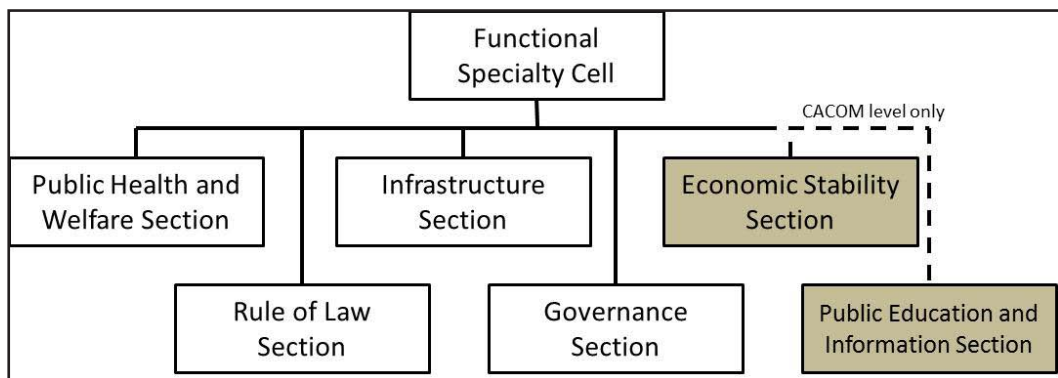 Functional
Specialty Cell
CACOM level only
Public Health and
Welfare Section
Infrastructure
Section
Economic Stability
Section
Rule of Law
Section
Governance
Section
Public Education and
Information Section